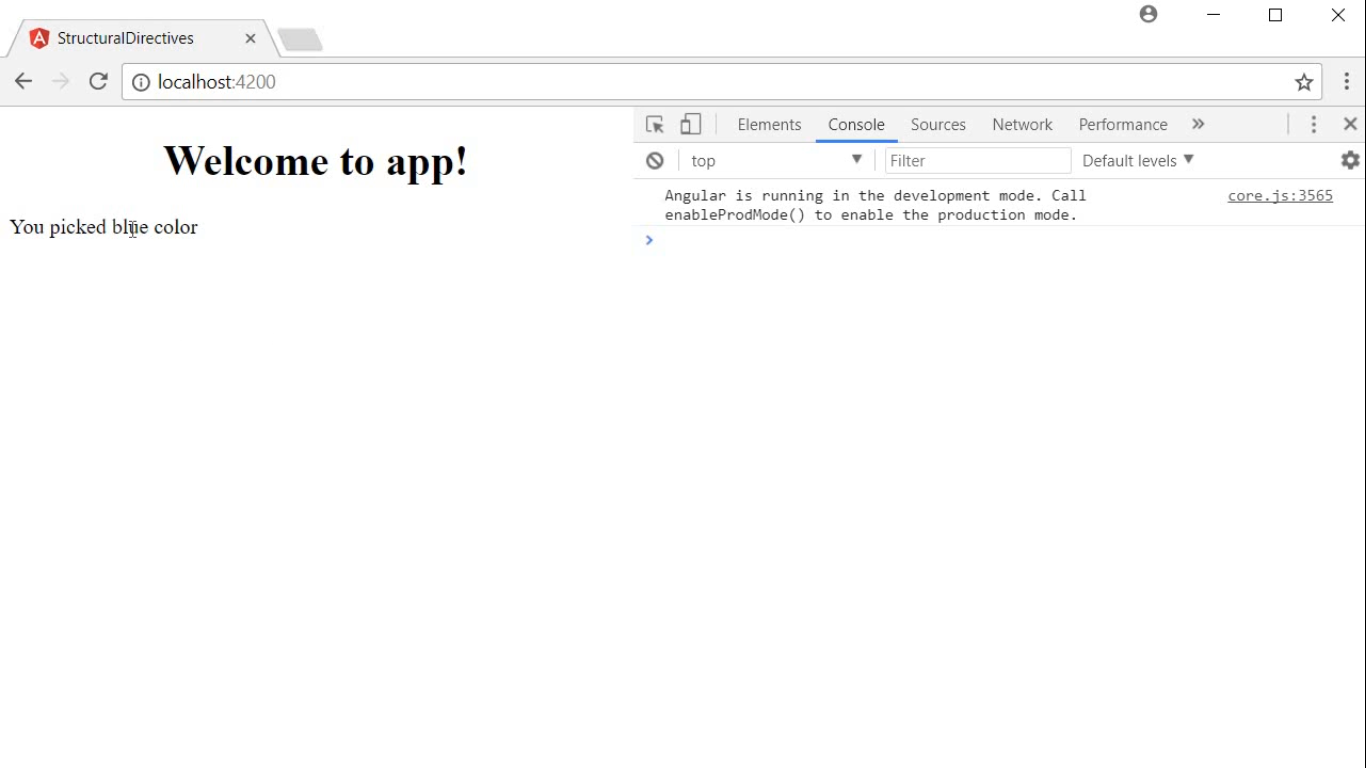 StructuralDirectives
localhost:4200
Welcome to app!
You picked blue color
Elements Console Sources Network Performance »
top Filter Default levels
Angular is running in the development mode. Call core.js:3565
enableProdMode() to enable the production mode.